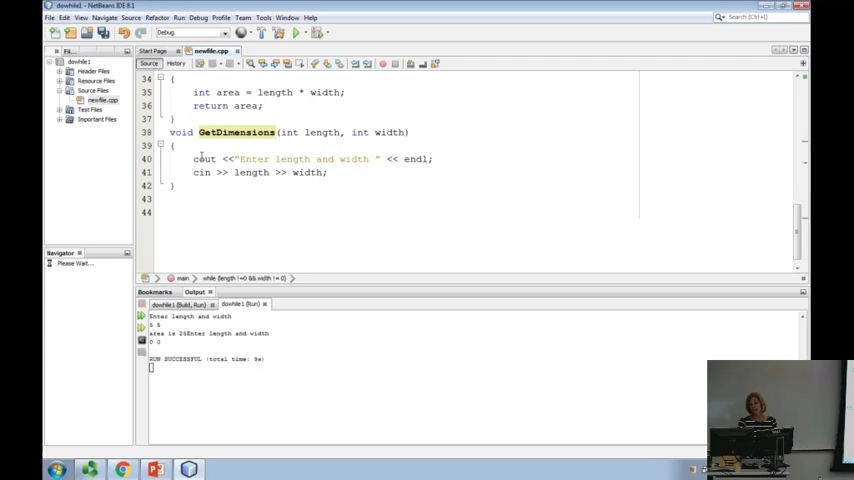 dowhile1 - NetBeans IDE 8.1
File Edit View Navigate Source Refactor Run Debug Profile Team Tools Window Help
Search (Ctrl+I)
Debug
Fil...
Start Page
newfile.cpp
Source
History
dowhile1
Header Files
Resource Files
Source Files
newfile.cpp
Test Files
Important Files
34 {
35 int area = length * width;
36 return area;
37 }
38 void GetDimensions(int length, int width)
39 {
40 cout <<"Enter length and width " << endl;
41 cin >> length >> width;
42 }
43
44
Navigator
Please Wait...
main
while (length !=0 && width != 0)
Bookmarks
Output
dowhile1 (Build, Run)
dowhile1 (Run)
Enter length and width
5 5
area is 25Enter length and width
0 0
RUN SUCCESSFUL (total time: 9s)